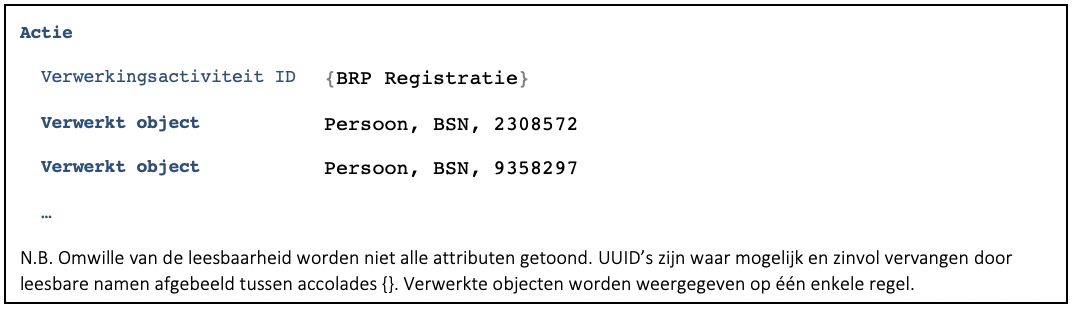 Actie
Verwerkingsactiviteit ID {BRP Registratie}
Verwerkt object Persoon, BSN, 2308572
Verwerkt object Persoon, BSN, 9358297
…
N.B. Omwille van de leesbaarheid worden niet alle attributen getoond. UUID’s zijn waar mogelijk en zinvol vervangen door
leesbare namen afgebeeld tussen accolades {}. Verwerkte objecten worden weergegeven op één enkele regel.